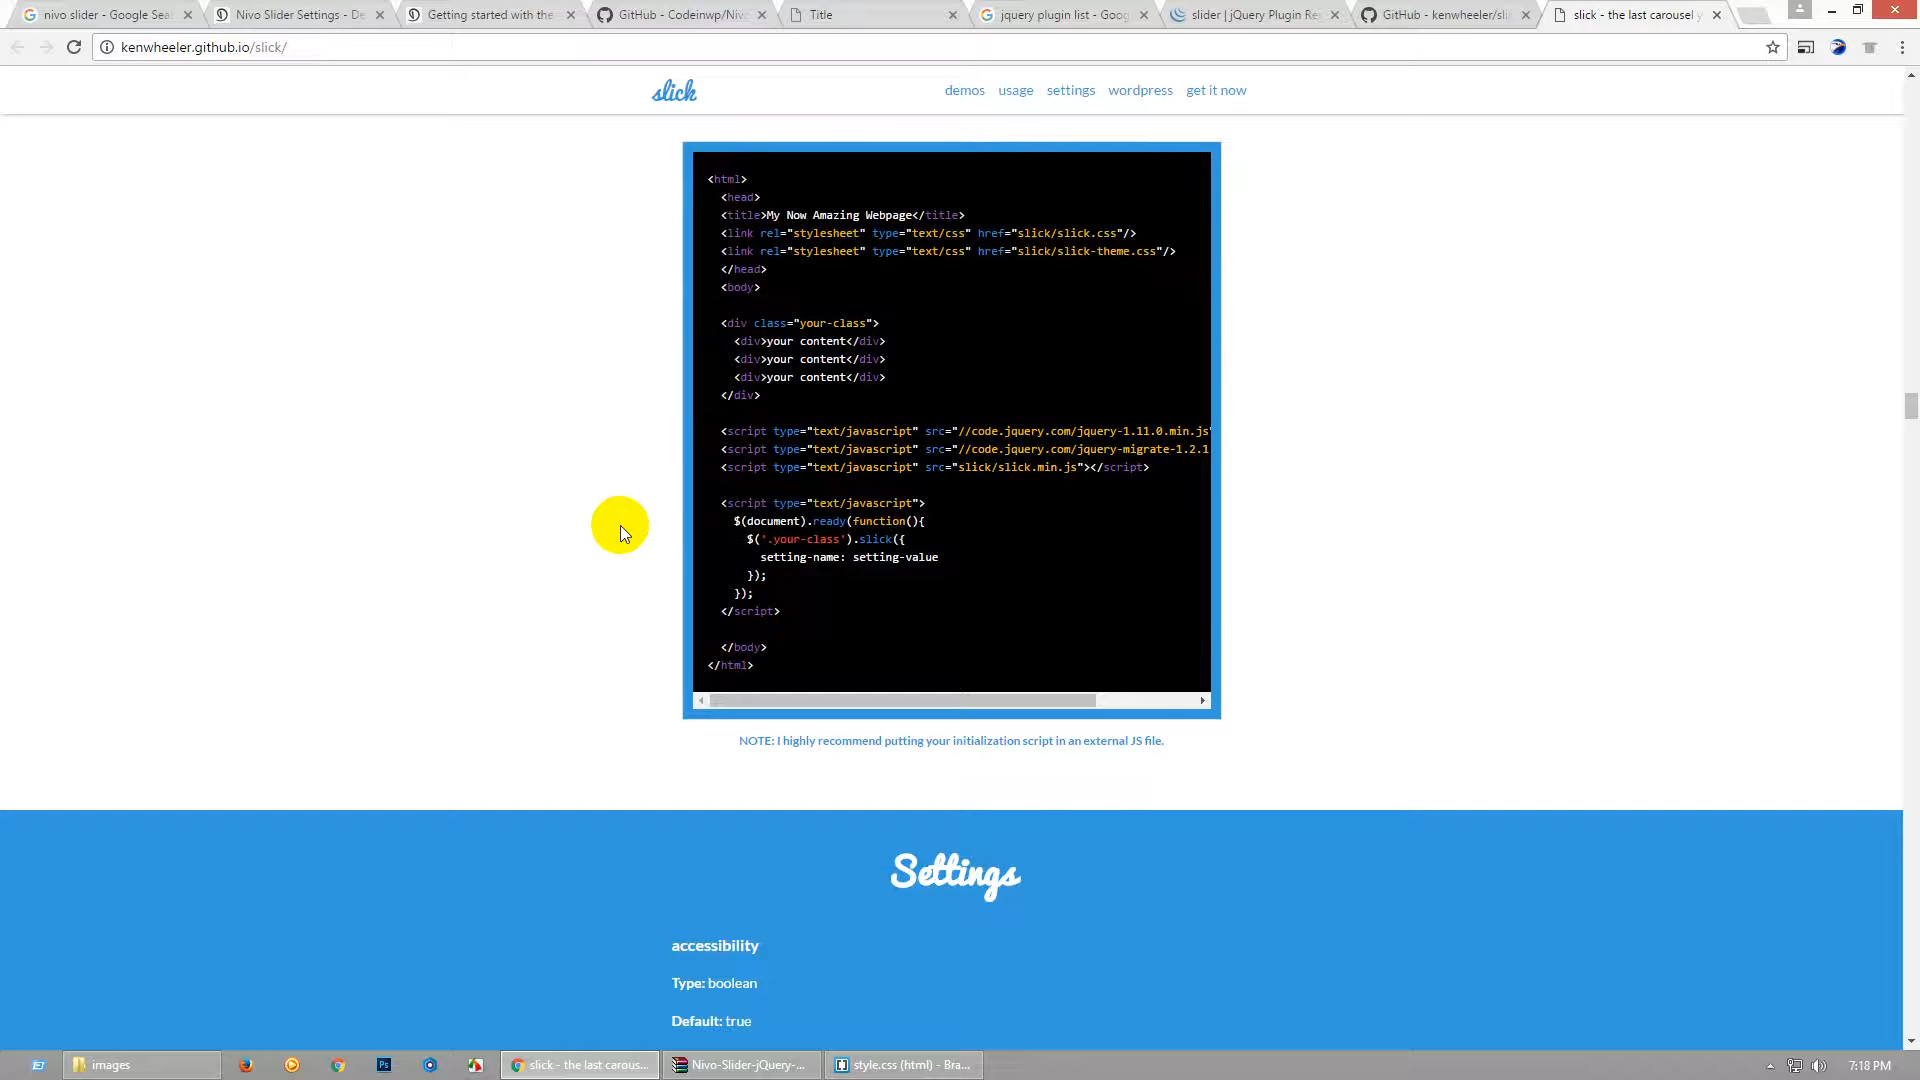 nivo slider - Google Sea
Nivo Slider Settings - De
Getting started with the
GitHub - Codeinwp/Nivo
Title
jquery plugin list - Goog
slider | jQuery Plugin Re
GitHub - kenwheeler/sli
slick - the last carousel y
kenwheeler.github.io/slick/
slick
demos
usage
settings
wordpress
get it now
<html>
<head>
<title>My Now Amazing Webpage</title>
<link rel="stylesheet" type="text/css" href="slick/slick.css"/>
<link rel="stylesheet" type="text/css" href="slick/slick-theme.css"/>
</head>
<body>
<div class="your-class">
<div>your content</div>
<div>your content</div>
<div>your content</div>
</div>
<script type="text/javascript" src="//code.jquery.com/jquery-1.11.0.min.js"
<script type="text/javascript" src="//code.jquery.com/jquery-migrate-1.2.1
<script type="text/javascript" src="slick/slick.min.js"></script>
<script type="text/javascript">
$(document).ready(function(){
$('.your-class').slick({
setting-name: setting-value
});
});
</script>
</body>
</html>
NOTE: I highly recommend putting your initialization script in an external JS file.
Settings
accessibility
Type: boolean
Default: true
images
Ps
slick - the last carous...
Nivo-Slider-jQuery-...
style.css (html) - Bra...
7:18 PM